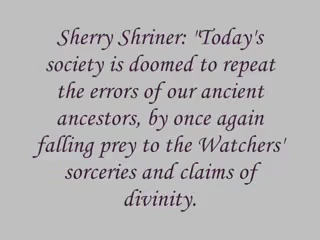 Sherry Shriner: "Today's
society is doomed to repeat
the errors of our ancient
ancestors, by once again
falling prey to the Watchers'
sorceries and claims of
divinity.